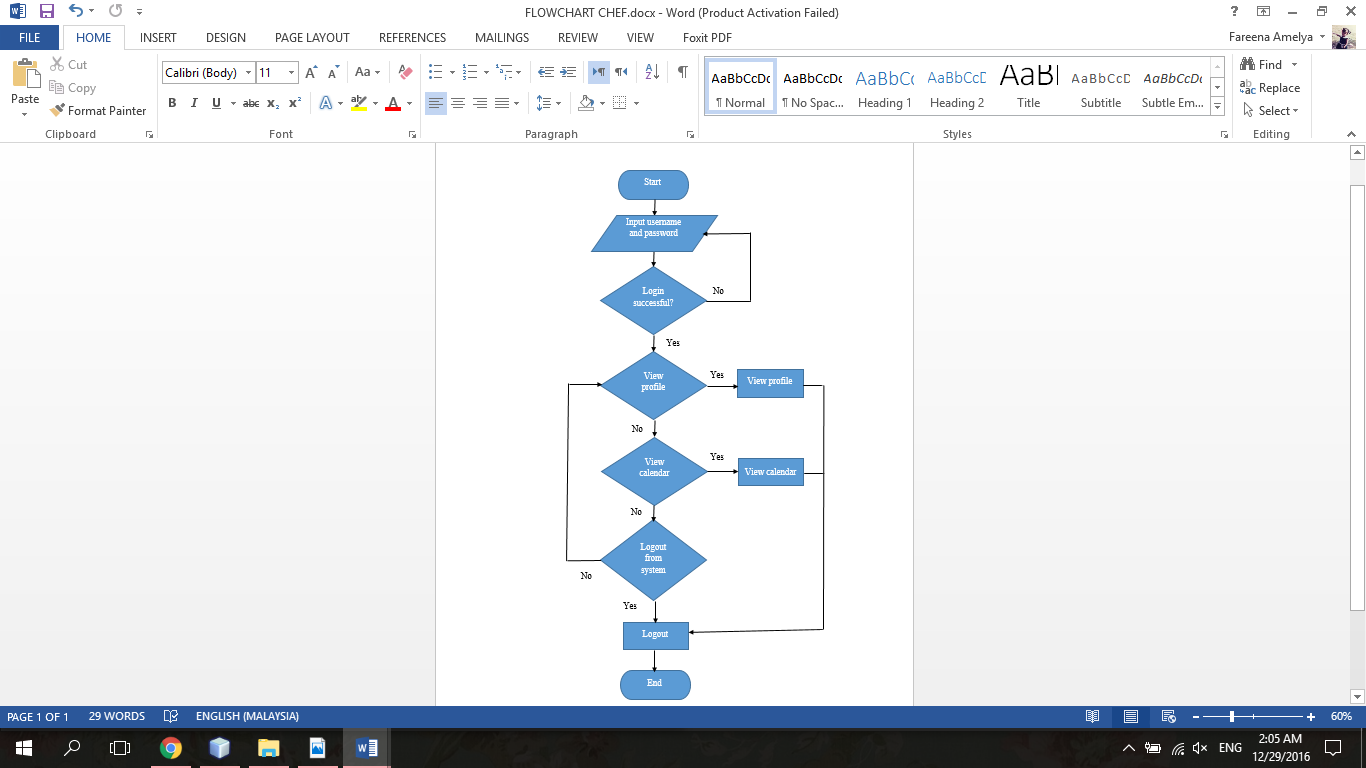 FLOWCHART CHEF.docx - Word (Product Activation Failed)
?
FILE HOME INSERT DESIGN PAGE LAYOUT REFERENCES MAILINGS REVIEW VIEW Foxit PDF Fareena Amelya
Paste
Cut
Copy
Format Painter
Clipboard
Calibri (Body) 11
B I U abc x₂ x²
Font
Paragraph
AaBbCcDc AaBbCcDc AaBbCc AaBbCcC AaB AaBbCcD AaBbCcDc
¶ Normal ¶ No Spac... Heading 1 Heading 2 Title Subtitle Subtle Em...
Styles
Find
Replace
Select
Editing
Start
Input username
and password
Login
successful?
No
Yes
View
profile
Yes
View profile
No
View
calendar
Yes
View calendar
No
Logout
from
system
No
Yes
Logout
End
PAGE 1 OF 1 29 WORDS ENGLISH (MALAYSIA) 60%
ENG
2:05 AM
12/29/2016